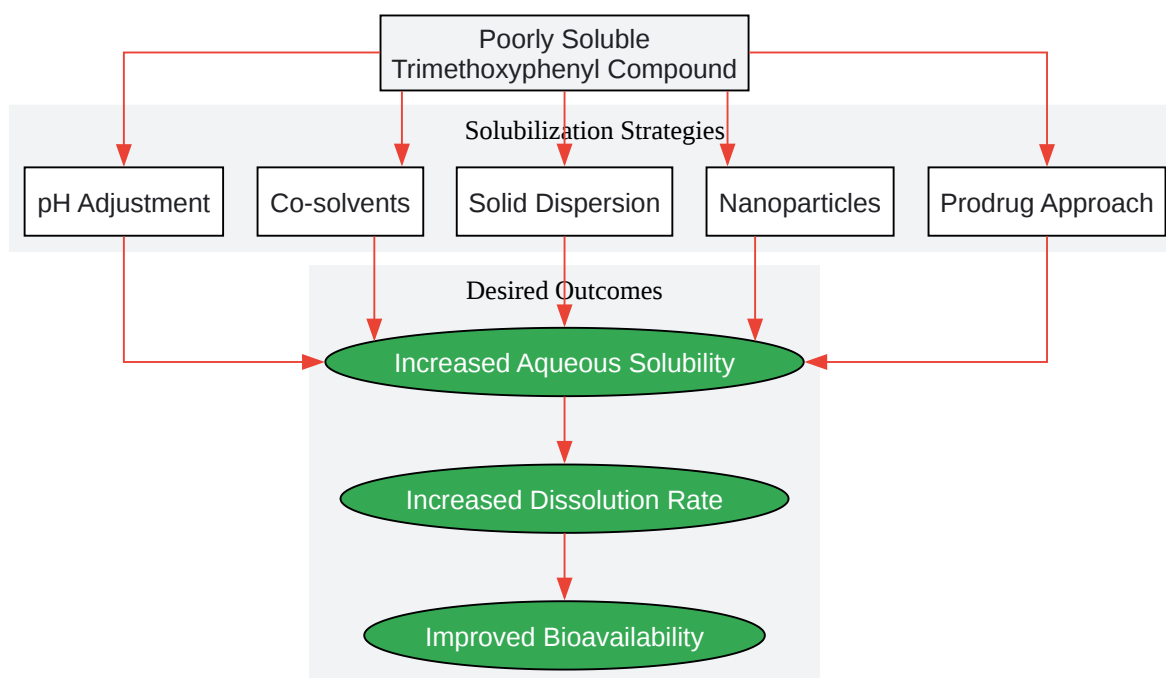 Poorly Soluble
Trimethoxyphenyl Compound
Solubilization Strategies
pH Adjustment
Co-solvents
Solid Dispersion
Nanoparticles
Prodrug Approach
Desired Outcomes
Increased Aqueous Solubility
Increased Dissolution Rate
Improved Bioavailability